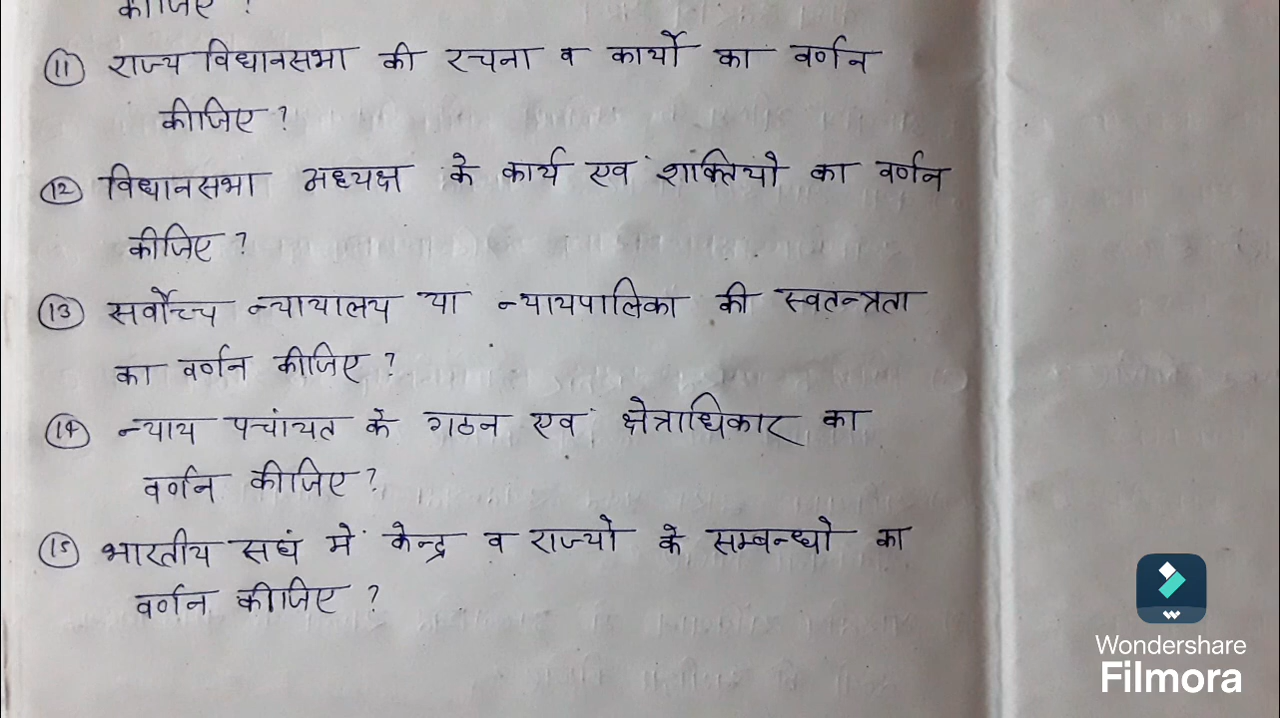 कीजिए ?
(11) राज्य विधानसभा की रचना व कार्यो का वर्णन
कीजिए ?
(12) विधानसभा अध्यक्ष के कार्य एवं शक्तियो का वर्णन
कीजिए ?
(13) सर्वोच्च न्यायालय या न्यायपालिका की स्वतन्त्रता
का वर्णन कीजिए ?
(14) न्याय पचांयत के गठन एवं क्षेत्राधिकार का
वर्णन कीजिए ?
(15) भारतीय सघं में केन्द्र व राज्यो के सम्बन्धो का
वर्णन कीजिए ?
Wondershare
Filmora